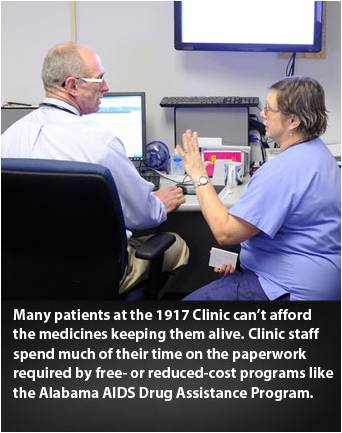 Many patients at the 1917 Clinic can’t afford
the medicines keeping them alive. Clinic staff
spend much of their time on the paperwork
required by free- or reduced-cost programs like
the Alabama AIDS Drug Assistance Program.